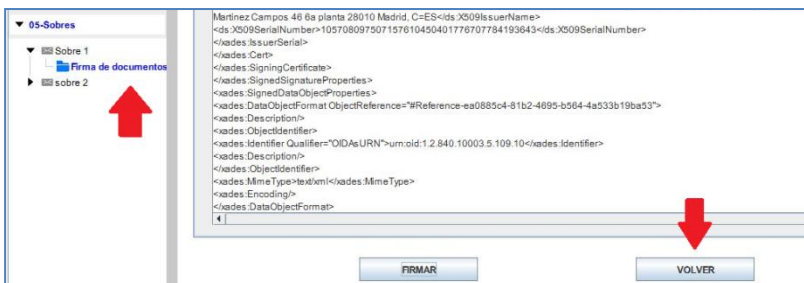 05-Sobres
Sobre 1
Firma de documentos
sobre 2
Martinez Campos 46 6a planta 28010 Madrid, C=ES</ds:X509IssuerName>
<ds:X509SerialNumber>105708097507157610450401776707784193643</ds:X509SerialNumber>
</xades:IssuerSerial>
</xades:Cert>
</xades:SigningCertificate>
</xades:SignedSignatureProperties>
<xades:SignedDataObjectProperties>
<xades:DataObjectFormat ObjectReference="#Reference-ea0885c4-81b2-4695-b564-4a533b19ba53">
<xades:Description/>
<xades:ObjectIdentifier>
<xades:Identifier Qualifier="OIDAsURN">urn:oid:1.2.840.10003.5.109.10</xades:Identifier>
<xades:Description/>
</xades:ObjectIdentifier>
<xades:MimeType>text/xml</xades:MimeType>
<xades:Encoding/>
</xades:DataObjectFormat>
FIRMAR
VOLVER